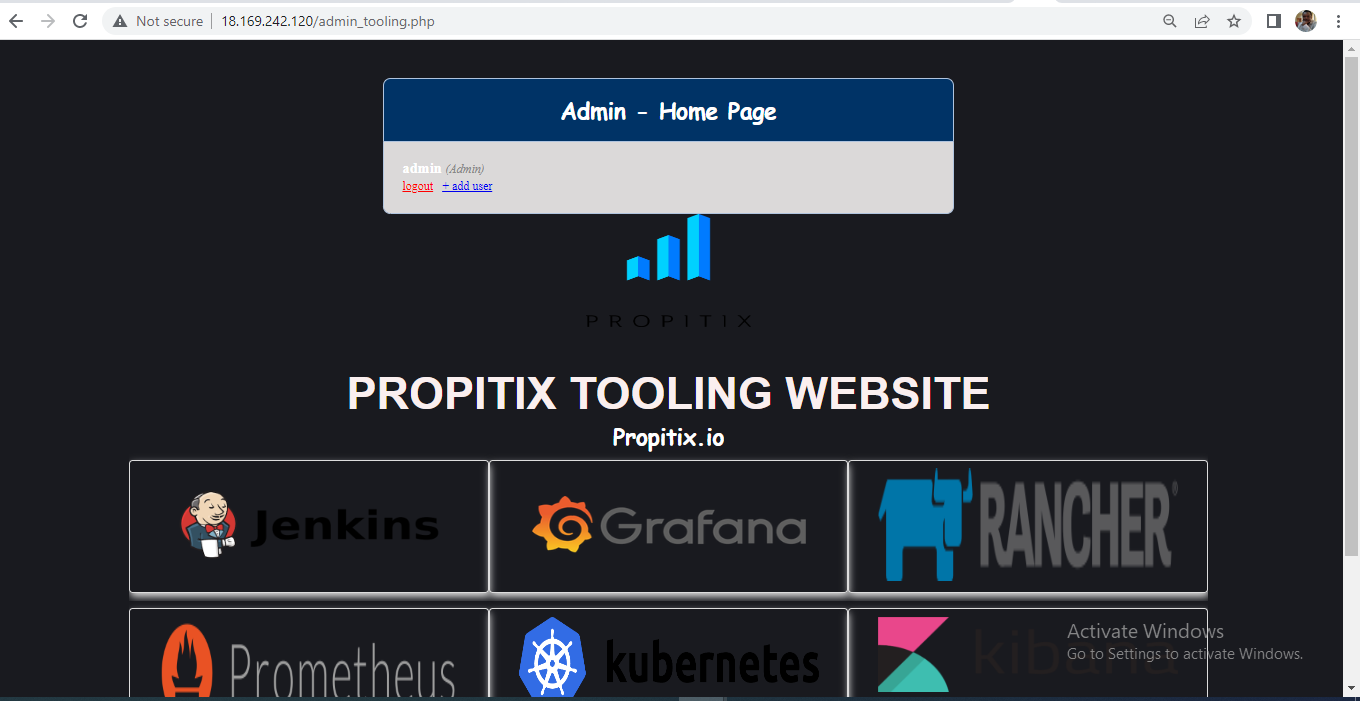 Not secure
18.169.242.120/admin_tooling.php
Admin - Home Page
admin (Admin)
logout + add user
PROPITIX
PROPITIX TOOLING WEBSITE
Propitix.io
Jenkins
Grafana
RANCHER®
Prometheus
kubernetes
kibana
Activate Windows
Go to Settings to activate Windows.